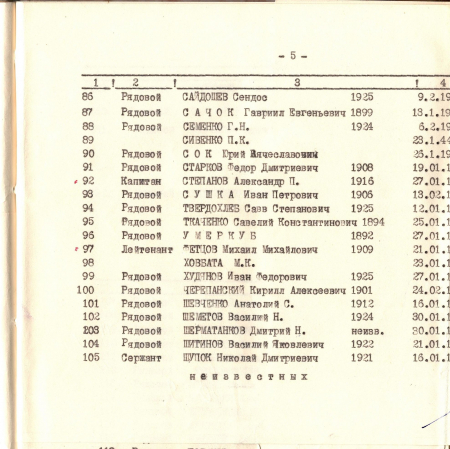 - 5 -
1 ! 2 ! 3 ! 4
86 Рядовой САЙДОШЕВ Сендос 1925 9.2.19
87 Рядовой С А Ч О К Гавриил Евгеньевич 1899 13.1.19
88 Рядовой СЕМЕНКО Г.Н. 1924 6.2.19
89 СИВЕНКО П.К. 23.1.44
90 Рядовой С О К Юрий Вячеславович 25.1.19
91 Рядовой СТАРКОВ Федор Дмитриевич 1908 19.01.1
92 Капитан СТЕПАНОВ Александр П. 1916 27.01.1
93 Рядовой С У Ш К А Иван Петрович 1906 13.02.1
94 Рядовой ТВЕРДОХЛЕБ Савв Степанович 1925 12.01.1
95 Рядовой ТКАЧЕНКО Савелий Константинович 1894 25.01.1
96 Рядовой У М Е Р К У Б 1892 27.01.1
97 Лейтенант ФЕТЦОВ Михаил Михайлович 1909 21.01.1
98 ХОВБАТА М.К. 23.01.1
99 Рядовой ХУДЯКОВ Иван Федорович 1925 27.01.1
100 Рядовой ЧЕРЕПАНСКИЙ Кирилл Алексеевич 1901 24.02.1
101 Рядовой ШЕВЧЕНКО Анатолий С. 1912 16.01.1
102 Рядовой ШЕМЕТОВ Василий Н. 1924 30.01.1
103 Рядовой ШЕРМАТАНКОВ Дмитрий Н. неизв. 30.01.1
104 Рядовой ШИТИНОВ Василий Яковлевич 1922 21.01.1
105 Сержант ЩУПОК Николай Дмитриевич 1921 16.01.1
н е и з в е с т н ы х